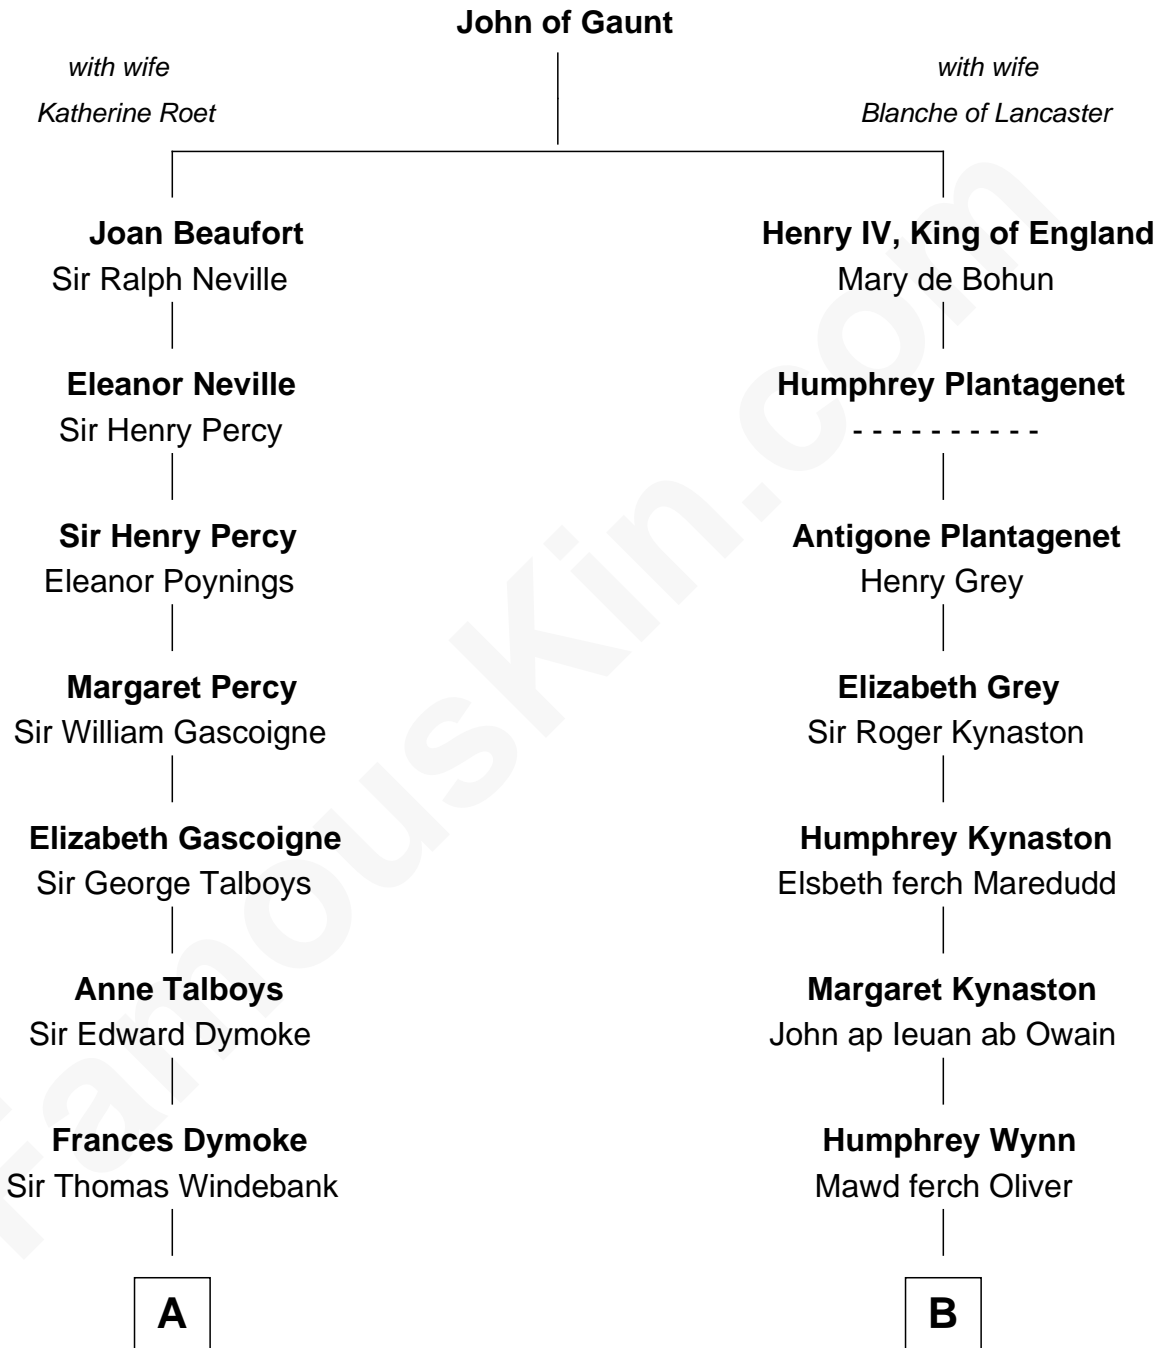 John of Gaunt
with wife
Katherine Roet
with wife
Blanche of Lancaster
Joan Beaufort
Sir Ralph Neville
Henry IV, King of England
Mary de Bohun
Eleanor Neville
Sir Henry Percy
Humphrey Plantagenet
- - - - - - - - - -
Sir Henry Percy
Eleanor Poynings
Antigone Plantagenet
Henry Grey
Margaret Percy
Sir William Gascoigne
Elizabeth Grey
Sir Roger Kynaston
Elizabeth Gascoigne
Sir George Talboys
Humphrey Kynaston
Elsbeth ferch Maredudd
Anne Talboys
Sir Edward Dymoke
Margaret Kynaston
John ap Ieuan ab Owain
Frances Dymoke
Sir Thomas Windebank
Humphrey Wynn
Mawd ferch Oliver
A
B
FamousKin.com